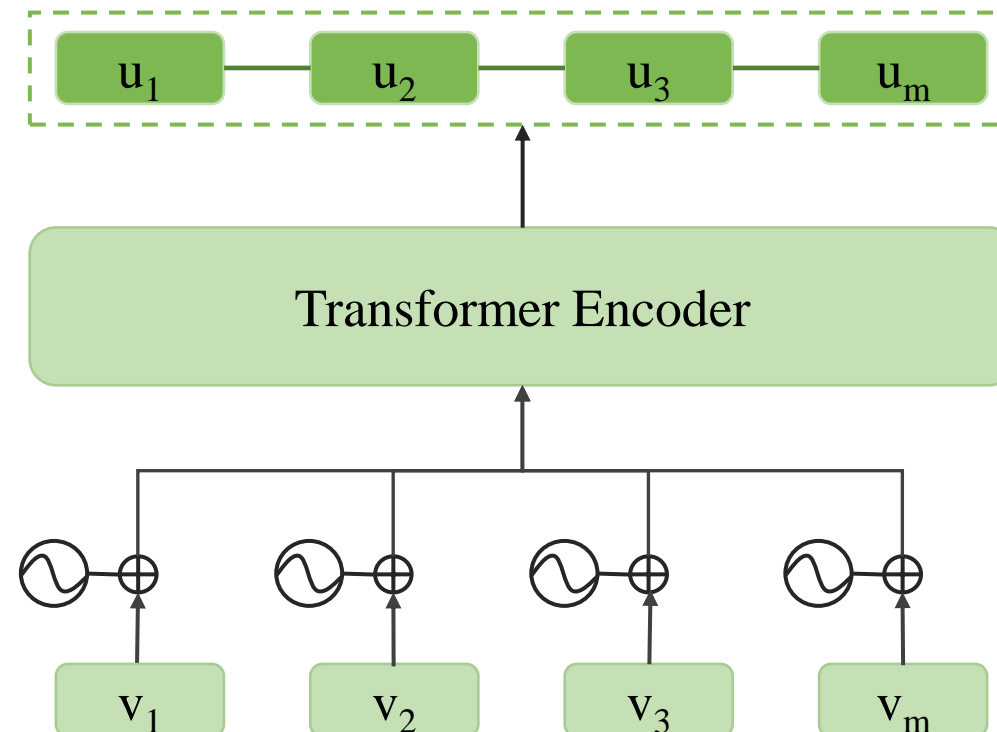 u₁ u₂ u₃ uₘ
Transformer Encoder
v₁ v₂ v₃ vₘ